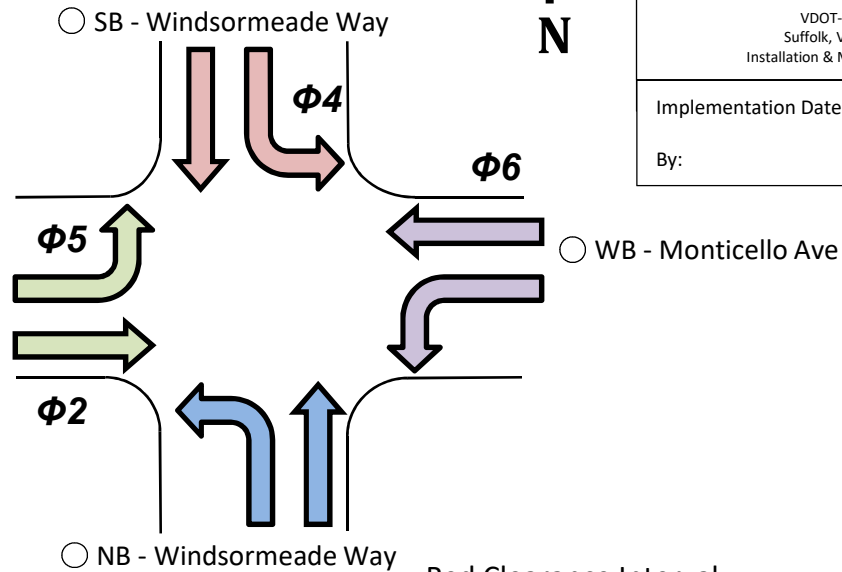 SB - Windsormeade Way
N
VDOT-
Suffolk, V
Installation & M
Implementation Date
By:
Φ4
Φ6
Φ5
WB - Monticello Ave
Φ2
NB - Windsormeade Way
Red Clearance Interval